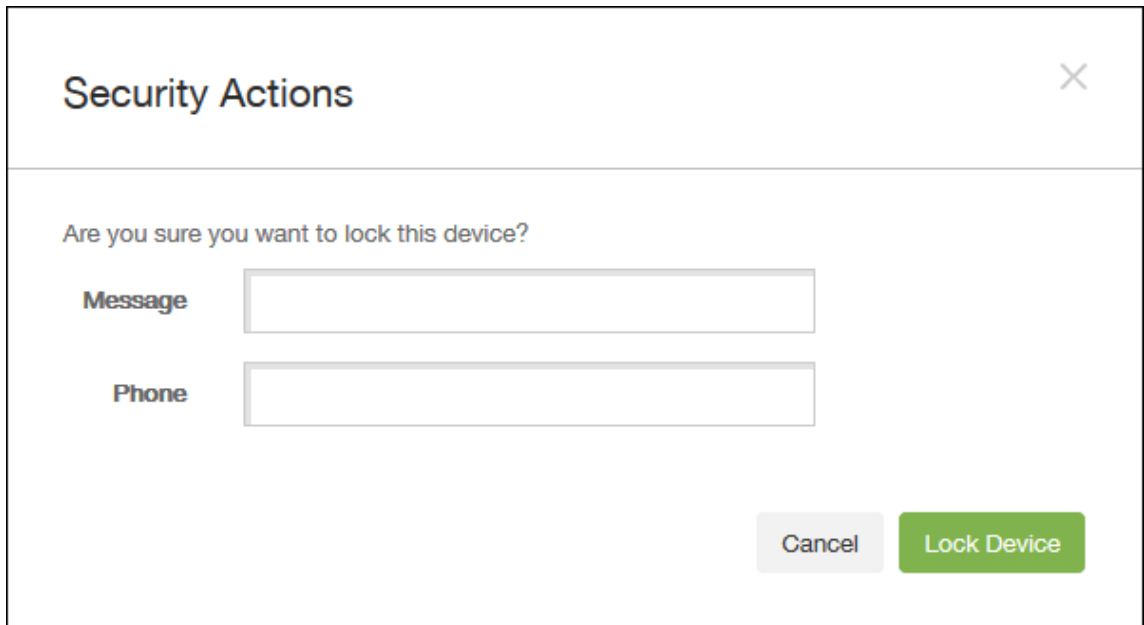 Security Actions
Are you sure you want to lock this device?
Message
Phone
Cancel
Lock Device